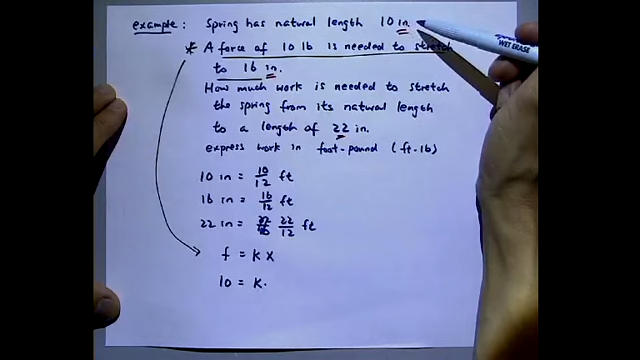 example: Spring has natural length 10 in.
* A force of 10 lb is needed to stretch
to 16 in.
How much work is needed to stretch
the spring from its natural length
to a length of 22 in.
express work in foot-pound (ft-lb)
10 in = 10/12 ft
16 in = 16/12 ft
22 in = 22/12 ft
f = k x
10 = k.
WET ERASE